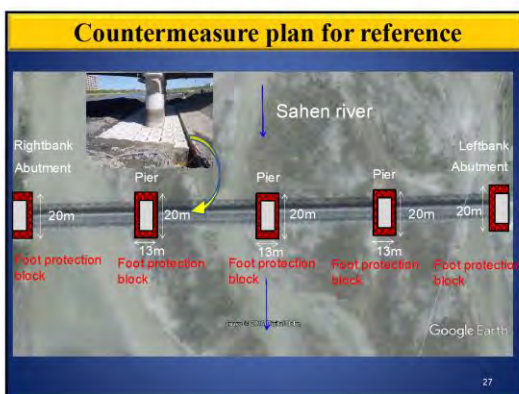 Countermeasure plan for reference
Sahen river
Rightbank
Abutment
Leftbank
Abutment
Pier
Pier
Pier
20m
20m
20m
20m
20m
13m
13m
13m
Foot protection
block
Foot protection
block
Foot protection
block
Foot protection
block
Foot protection
block
Google Earth
27